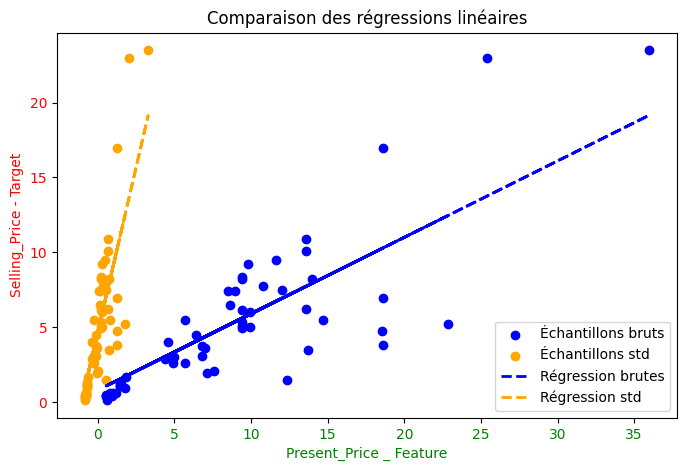 Comparaison des régressions linéaires
Selling_Price - Target
20
15
10
5
0
0 5 10 15 20 25 30 35
Present_Price _ Feature
Échantillons bruts
Échantillons std
Régression brutes
Régression std